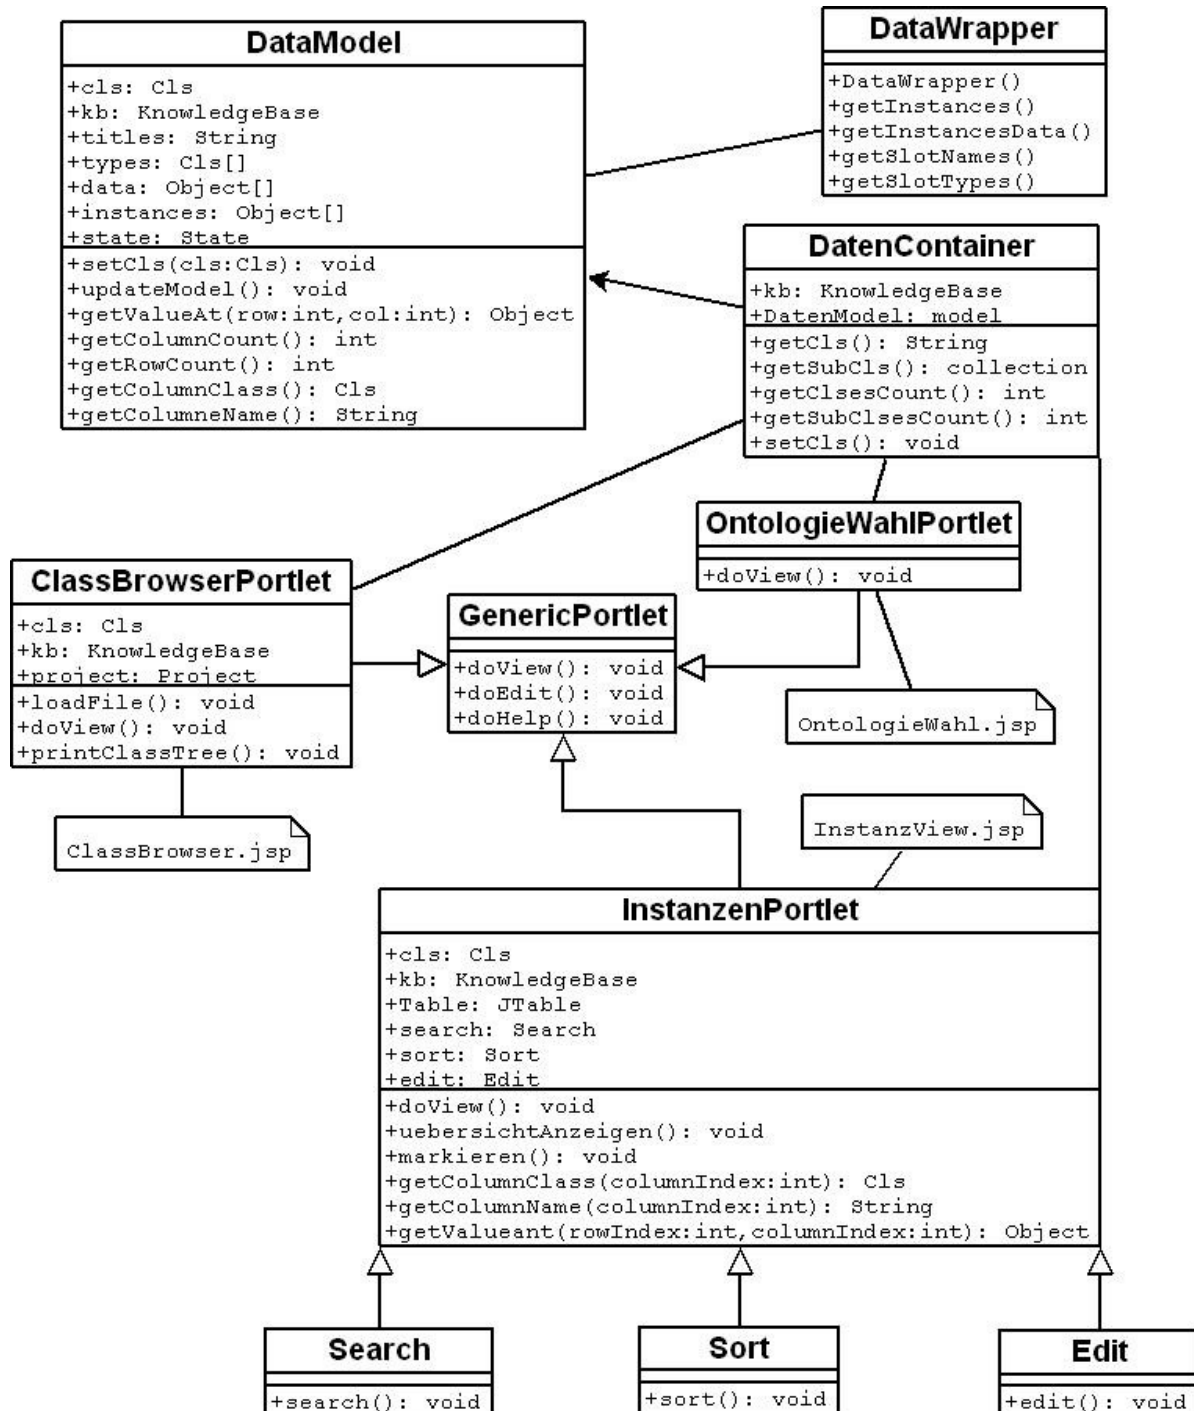 DataModel
+cls: Cls
+kb: KnowledgeBase
+titles: String
+types: Cls[]
+data: Object[]
+instances: Object[]
+state: State
+setCls(cls:Cls): void
+updateModel(): void
+getValueAt(row:int,col:int): Object
+getColumnCount(): int
+getRowCount(): int
+getColumnClass(): Cls
+getColumneName(): String
DataWrapper
+DataWrapper()
+getInstances()
+getInstancesData()
+getSlotNames()
+getSlotTypes()
DatenContainer
+kb: KnowledgeBase
+DatenModel: model
+getCls(): String
+getSubCls(): collection
+getClsesCount(): int
+getSubClsesCount(): int
+setCls(): void
OntologieWahlPortlet
+doView(): void
ClassBrowserPortlet
+cls: Cls
+kb: KnowledgeBase
+project: Project
+loadFile(): void
+doView(): void
+printClassTree(): void
GenericPortlet
+doView(): void
+doEdit(): void
+doHelp(): void
OntologieWahl.jsp
ClassBrowser.jsp
InstanzView.jsp
InstanzenPortlet
+cls: Cls
+kb: KnowledgeBase
+Table: JTable
+search: Search
+sort: Sort
+edit: Edit
+doView(): void
+uebersichtAnzeigen(): void
+markieren(): void
+getColumnClass(columnIndex:int): Cls
+getColumnName(columnIndex:int): String
+getValueant(rowIndex:int,columnIndex:int): Object
Search
+search(): void
Sort
+sort(): void
Edit
+edit(): void